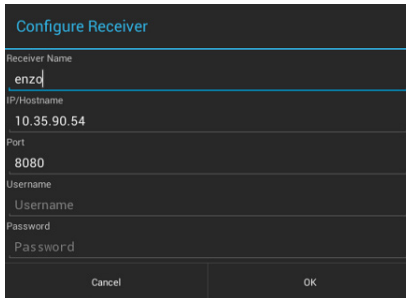 Configure Receiver
Receiver Name
enzo
IP/Hostname
10.35.90.54
Port
8080
Username
Username
Password
Password
Cancel OK